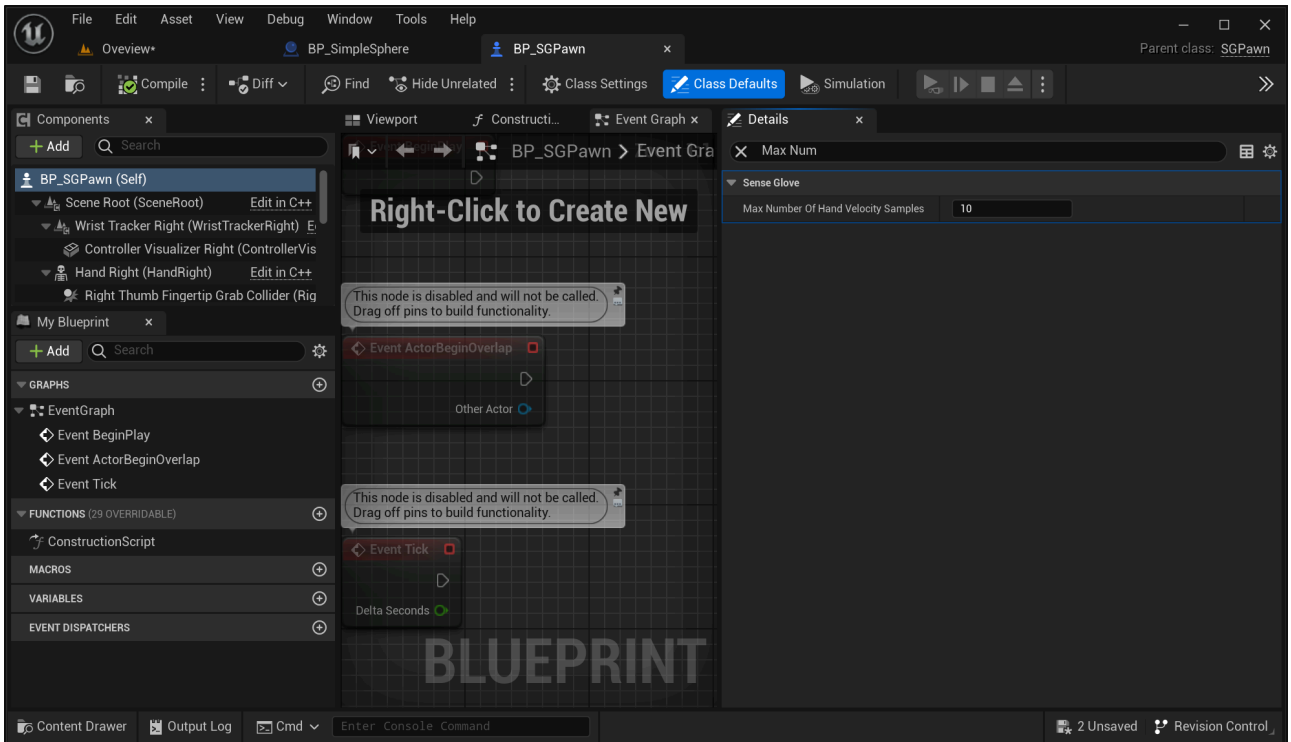 File Edit Asset View Debug Window Tools Help
Oveview*
BP_SimpleSphere
BP_SGPawn
Parent class: SGPawn
Compile
Diff
Find
Hide Unrelated
Class Settings
Class Defaults
Simulation
Components
Add
Search
BP_SGPawn (Self)
Scene Root (SceneRoot) Edit in C++
Wrist Tracker Right (WristTrackerRight) E
Controller Visualizer Right (ControllerVis
Hand Right (HandRight) Edit in C++
Right Thumb Fingertip Grab Collider (Rig
My Blueprint
Add
Search
GRAPHS
EventGraph
Event BeginPlay
Event ActorBeginOverlap
Event Tick
FUNCTIONS (29 OVERRIDABLE)
ConstructionScript
MACROS
VARIABLES
EVENT DISPATCHERS
Viewport
Constructi...
Event Graph
BP_SGPawn > Event Gra
Right-Click to Create New
This node is disabled and will not be called.
Drag off pins to build functionality.
Event ActorBeginOverlap
Other Actor
This node is disabled and will not be called.
Drag off pins to build functionality.
Event Tick
Delta Seconds
BLUEPRINT
Details
Max Num
Sense Glove
Max Number Of Hand Velocity Samples 10
Content Drawer
Output Log
Cmd
Enter Console Command
2 Unsaved
Revision Control